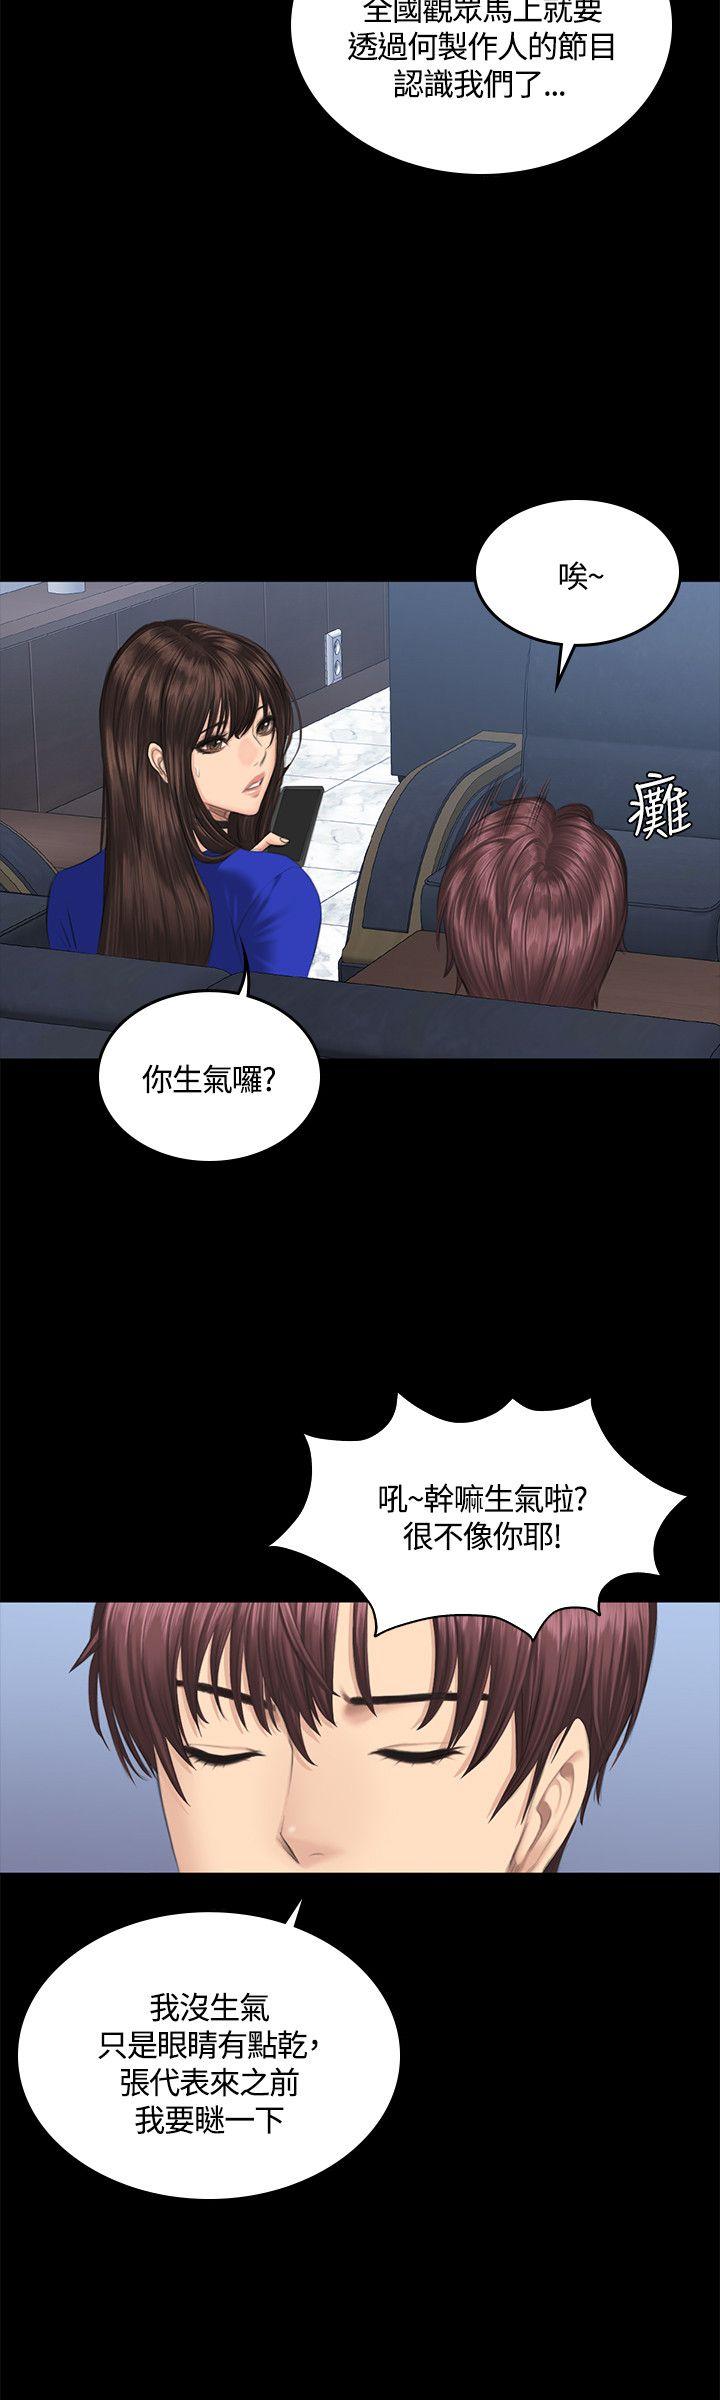 全國觀眾馬上就要
透過何製作人的節目
認識我們了...
唉~
癱
你生氣囉?
吼~幹嘛生氣啦?
很不像你耶!
我沒生氣
只是眼睛有點乾，
張代表來之前
我要瞇一下